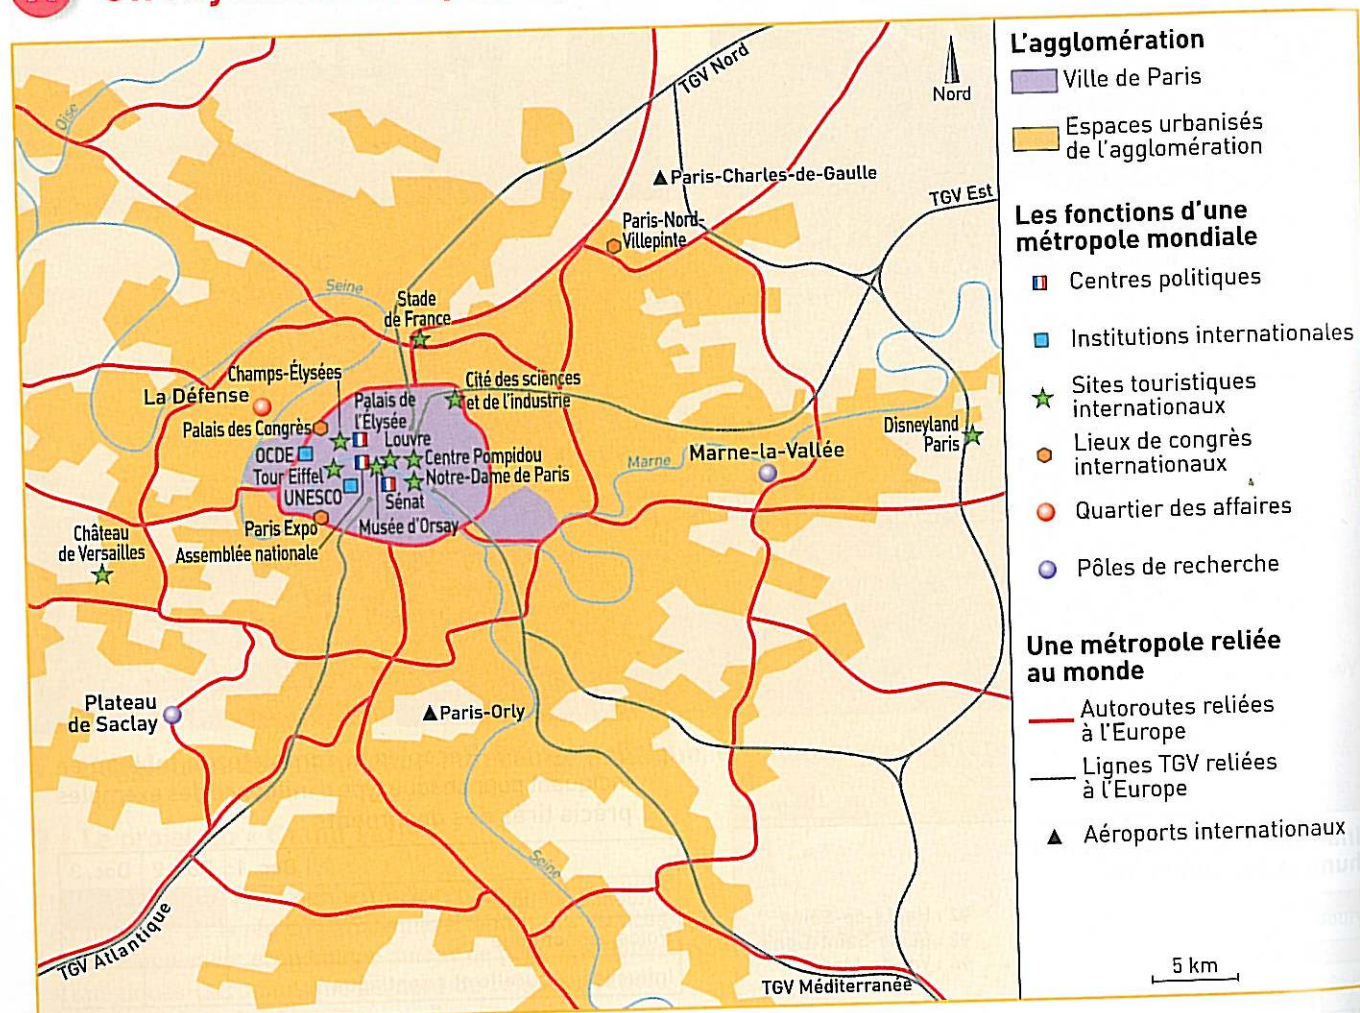 L'agglomération
Ville de Paris
Espaces urbanisés
de l'agglomération
Les fonctions d'une
métropole mondiale
Centres politiques
Institutions internationales
Sites touristiques
internationaux
Lieux de congrès
internationaux
Quartier des affaires
Pôles de recherche
Une métropole reliée
au monde
Autoroutes reliées
à l'Europe
Lignes TGV reliées
à l'Europe
Aéroports internationaux
5 km
Nord
TGV Nord
Oise
Paris-Charles-de-Gaulle
TGV Est
Paris-Nord-
Villepinte
Seine
Stade
de France
Champs-Élysées
La Défense
Cité des sciences
et de l'industrie
Palais de
l'Élysée
Palais des Congrès
Louvre
OCDE
Centre Pompidou
Tour Eiffel
Notre-Dame de Paris
UNESCO
Sénat
Paris Expo
Musée d'Orsay
Assemblée nationale
Marne
Marne-la-Vallée
Disneyland
Paris
Château
de Versailles
Plateau
de Saclay
Paris-Orly
Seine
TGV Atlantique
TGV Méditerranée